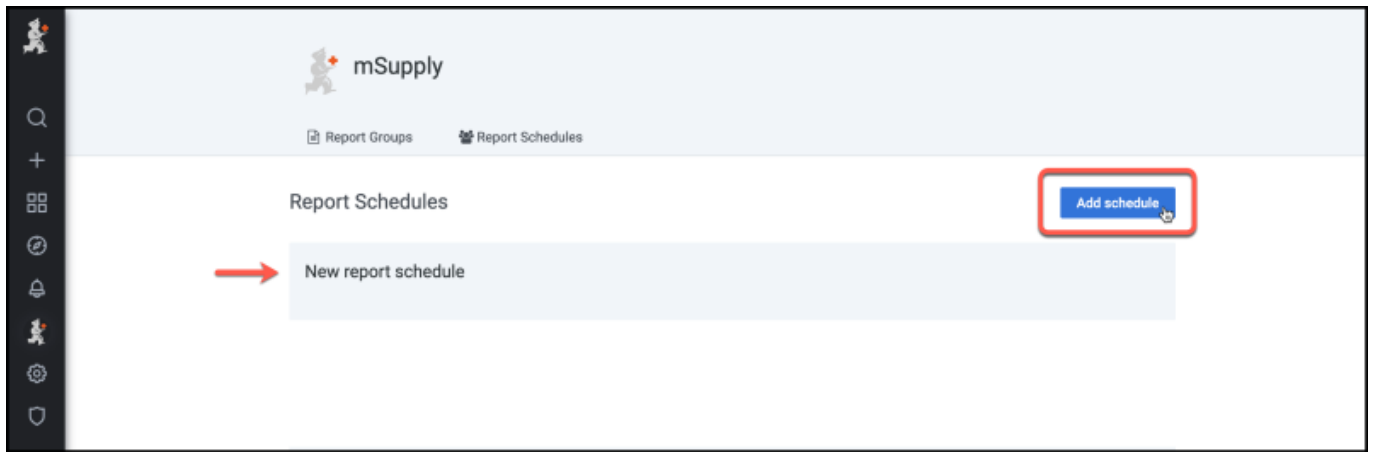 mSupply
Report Groups
Report Schedules
Report Schedules
Add schedule
New report schedule